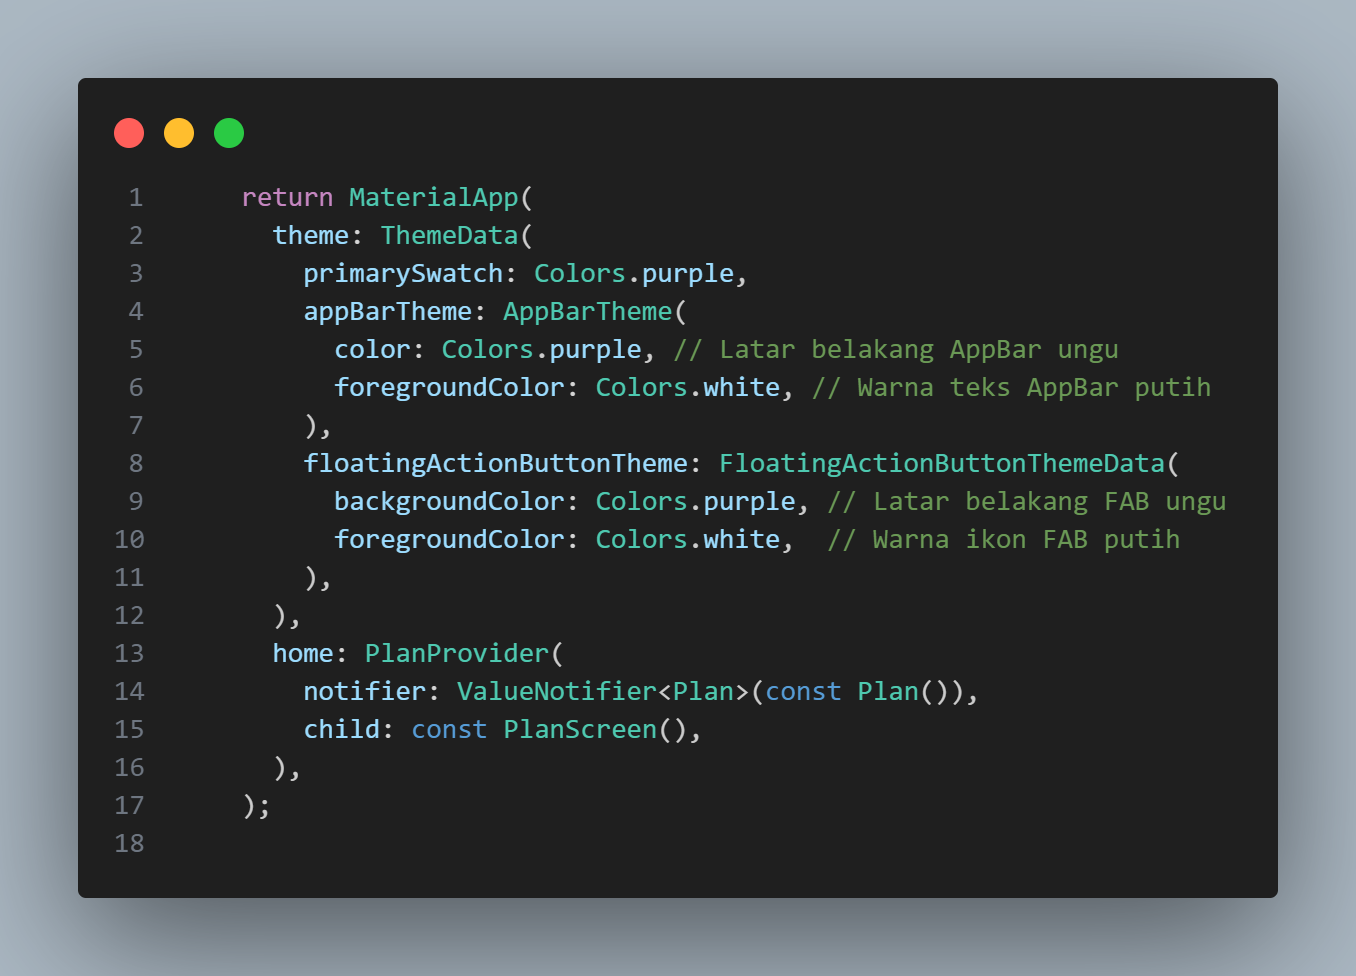 1 return MaterialApp(
2 theme: ThemeData(
3 primarySwatch: Colors.purple,
4 appBarTheme: AppBarTheme(
5 color: Colors.purple, // Latar belakang AppBar ungu
6 foregroundColor: Colors.white, // Warna teks AppBar putih
7 ),
8 floatingActionButtonTheme: FloatingActionButtonThemeData(
9 backgroundColor: Colors.purple, // Latar belakang FAB ungu
10 foregroundColor: Colors.white,  // Warna ikon FAB putih
11 ),
12 ),
13 home: PlanProvider(
14 notifier: ValueNotifier<Plan>(const Plan()),
15 child: const PlanScreen(),
16 ),
17 );
18